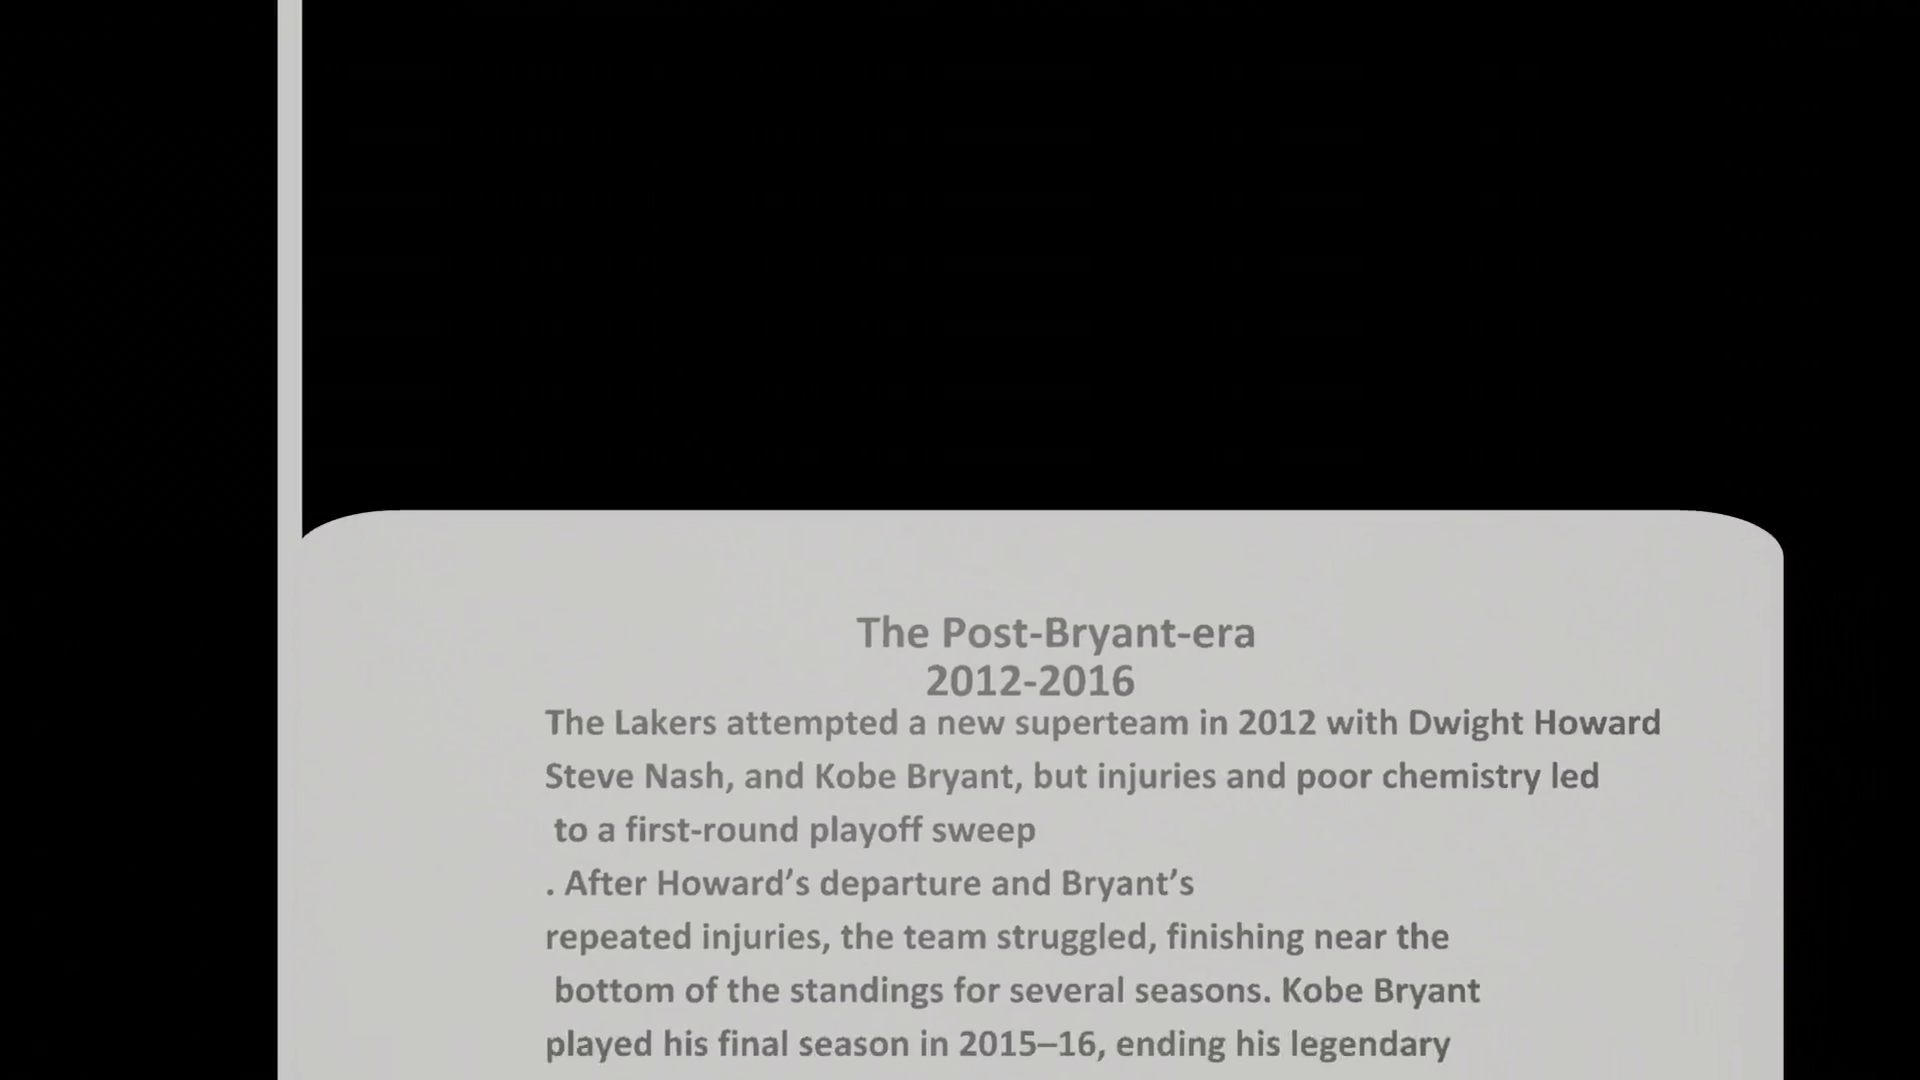 The Post-Bryant-era
2012-2016
The Lakers attempted a new superteam in 2012 with Dwight Howard
Steve Nash, and Kobe Bryant, but injuries and poor chemistry led
to a first-round playoff sweep
. After Howard’s departure and Bryant’s
repeated injuries, the team struggled, finishing near the
bottom of the standings for several seasons. Kobe Bryant
played his final season in 2015–16, ending his legendary